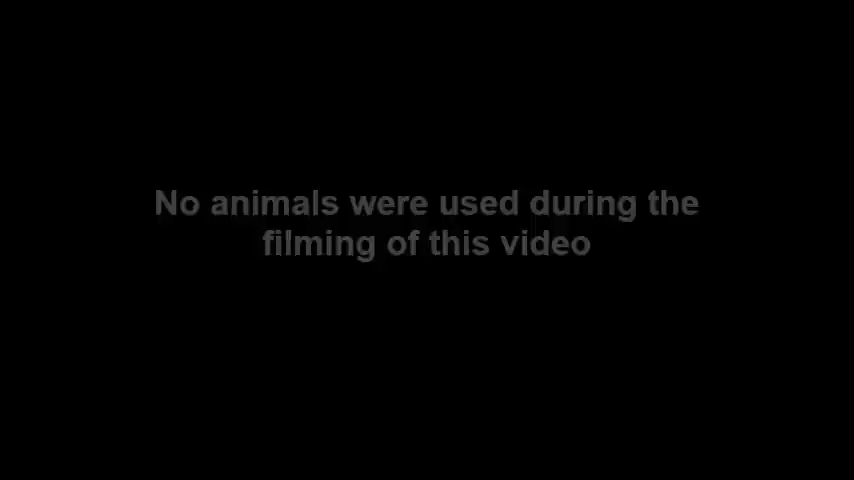 No animals were used during the
filming of this video